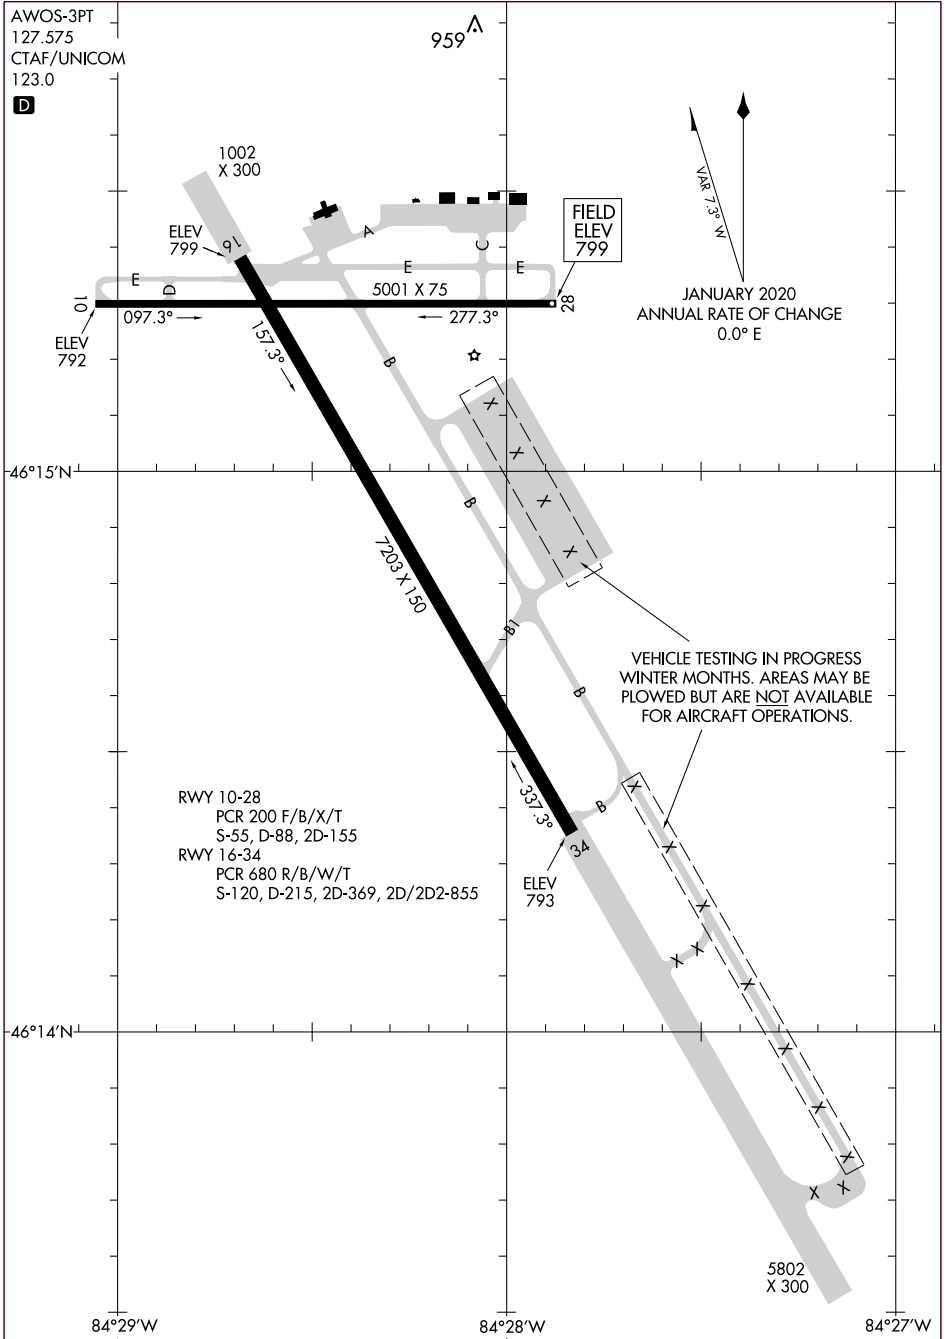 AWOS-3PT
127.575
CTAF/UNICOM
123.0
D
959
1002
X 300
VAR 7.3° W
JANUARY 2020
ANNUAL RATE OF CHANGE
0.0° E
FIELD
ELEV
799
ELEV
799
16
A
C
E
E
E
D
5001 X 75
10
28
097.3°
277.3°
ELEV
792
157.3°
B
46°15'N
B
7203 X 150
B1
VEHICLE TESTING IN PROGRESS
WINTER MONTHS. AREAS MAY BE
PLOWED BUT ARE NOT AVAILABLE
FOR AIRCRAFT OPERATIONS.
B
X
X
X
X
RWY 10-28
PCR 200 F/B/X/T
S-55, D-88, 2D-155
RWY 16-34
PCR 680 R/B/W/T
S-120, D-215, 2D-369, 2D/2D2-855
337.3°
B
34
ELEV
793
X
X
X
X
X
X
X
X
X
X
X
46°14'N
5802
X 300
84°29'W
84°28'W
84°27'W